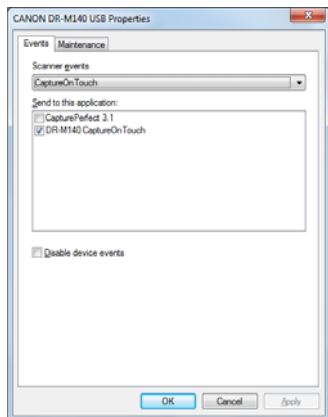 CANON DR-M140 USB Properties
Events Maintenance
Scanner events
CaptureOnTouch
Send to this application:
CapturePerfect 3.1
DR-M140 CaptureOnTouch
Disable device events
OK Cancel Apply